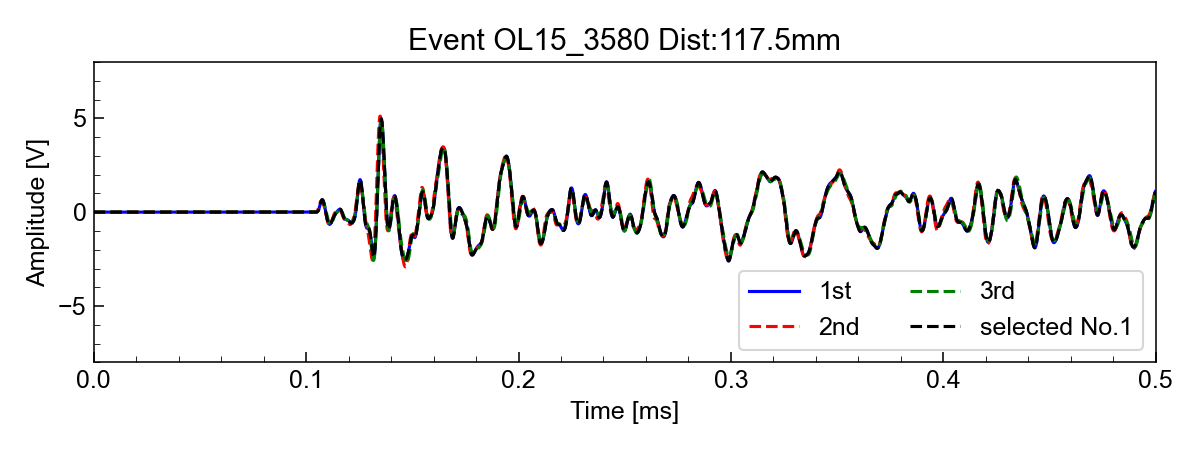 Event OL15_3580 Dist:117.5mm
Amplitude [V]
5
0
−5
0.0 0.1 0.2 0.3 0.4 0.5
Time [ms]
1st 3rd
2nd selected No.1